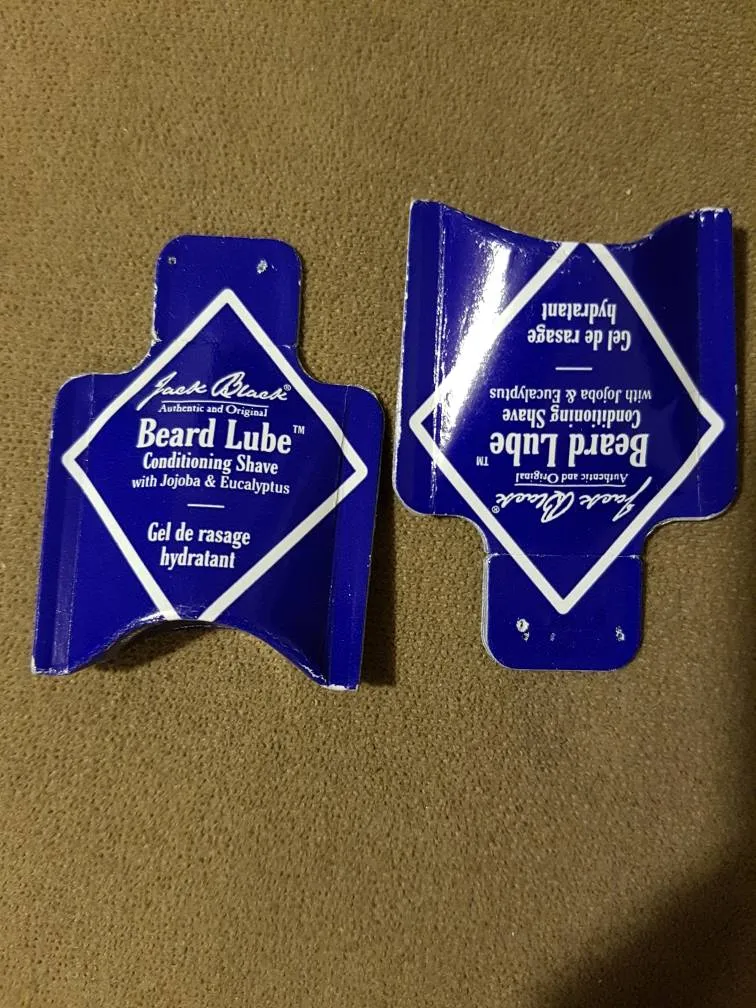 Jack Black®
Authentic and Original
Beard Lube™
Conditioning Shave
with Jojoba & Eucalyptus
Gel de rasage
hydratant
Jack Black®
Authentic and Original
Beard Lube™
Conditioning Shave
with Jojoba & Eucalyptus
Gel de rasage
hydratant